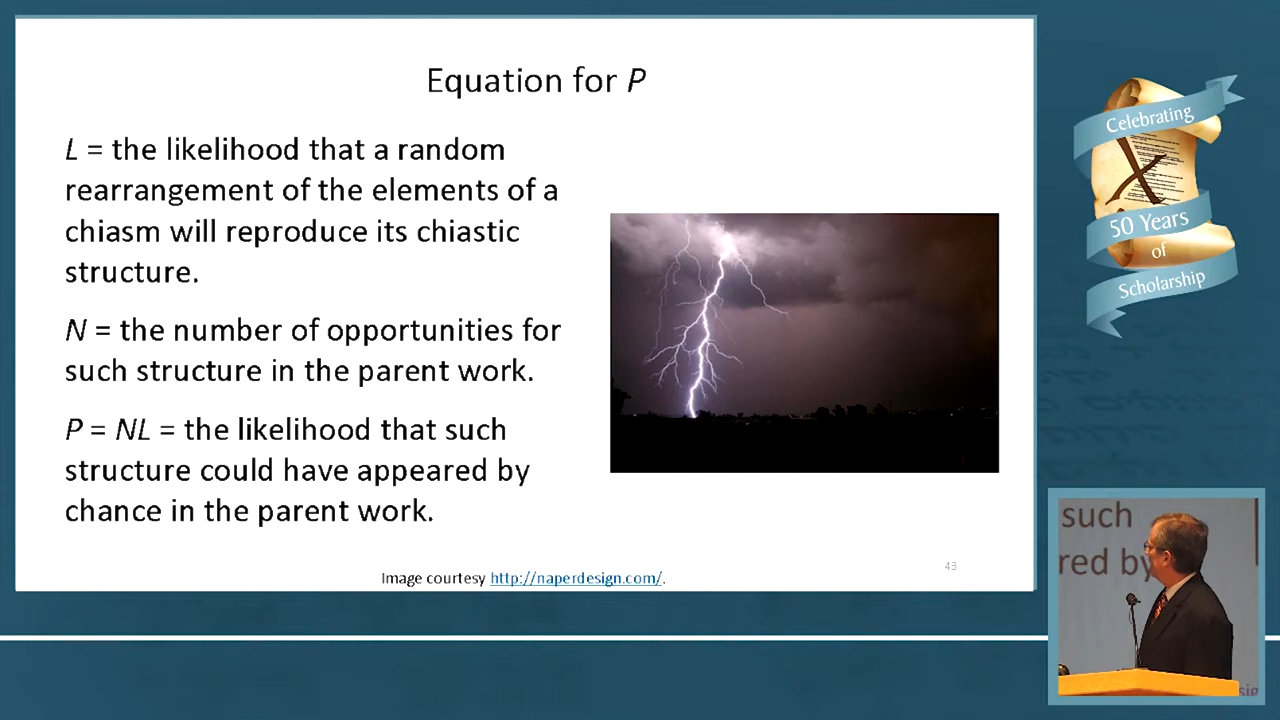 Equation for P
L = the likelihood that a random
rearrangement of the elements of a
chiasm will reproduce its chiastic
structure.
N = the number of opportunities for
such structure in the parent work.
P = NL = the likelihood that such
structure could have appeared by
chance in the parent work.
Image courtesy http://naperdesign.com/.
43
Celebrating
X
50 Years
of
Scholarship
such
red by
sig